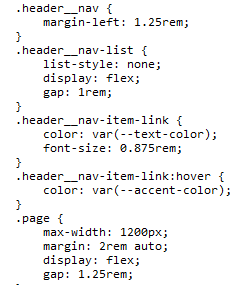 .header__nav {
    margin-left: 1.25rem;
}
.header__nav-list {
    list-style: none;
    display: flex;
    gap: 1rem;
}
.header__nav-item-link {
    color: var(--text-color);
    font-size: 0.875rem;
}
.header__nav-item-link:hover {
    color: var(--accent-color);
}
.page {
    max-width: 1200px;
    margin: 2rem auto;
    display: flex;
    gap: 1.25rem;